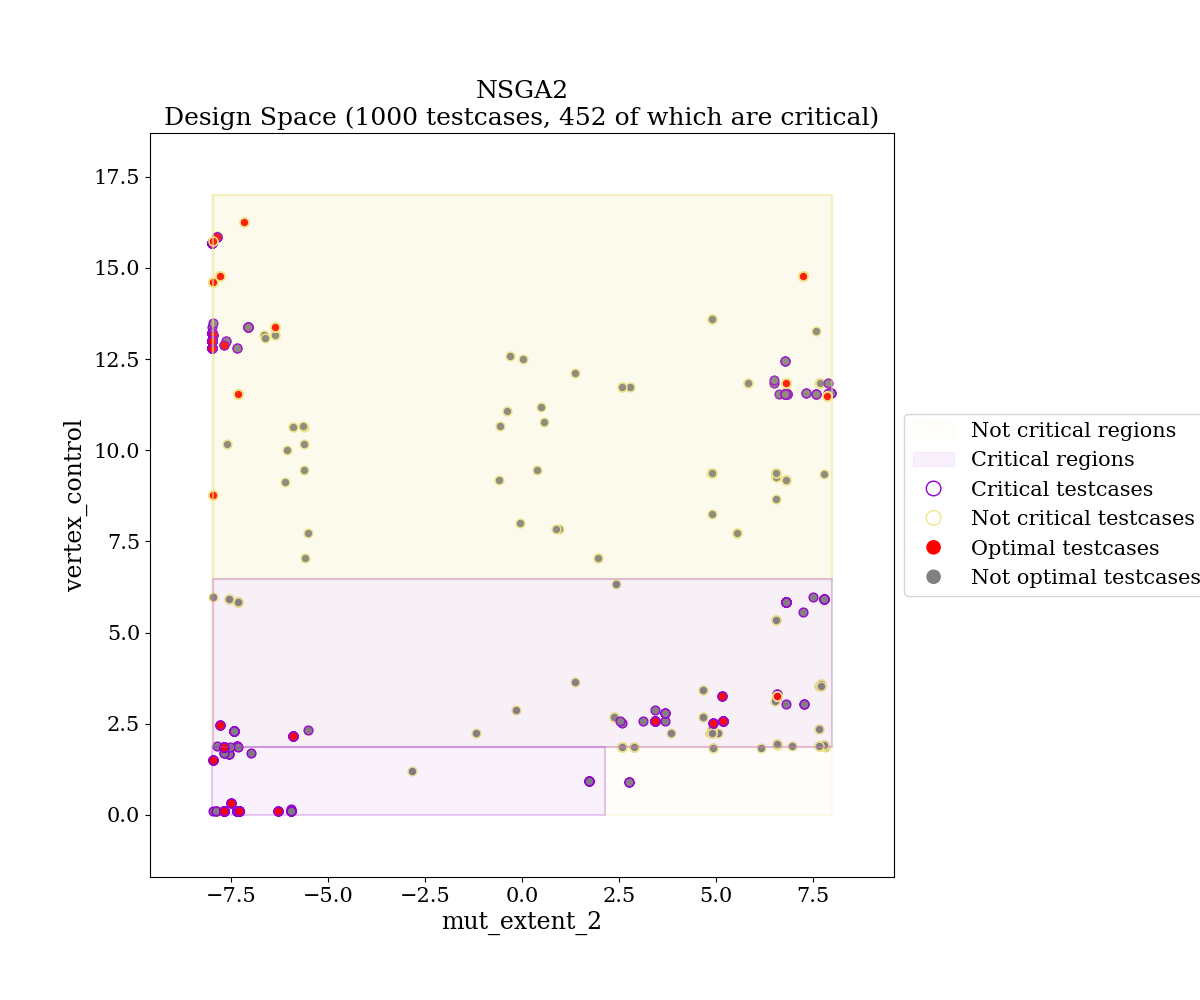 NSGA2
Design Space (1000 testcases, 452 of which are critical)
17.5
15.0
12.5
10.0
7.5
5.0
2.5
0.0
vertex_control
−7.5
−5.0
−2.5
0.0
2.5
5.0
7.5
mut_extent_2
Not critical regions
Critical regions
Critical testcases
Not critical testcases
Optimal testcases
Not optimal testcases